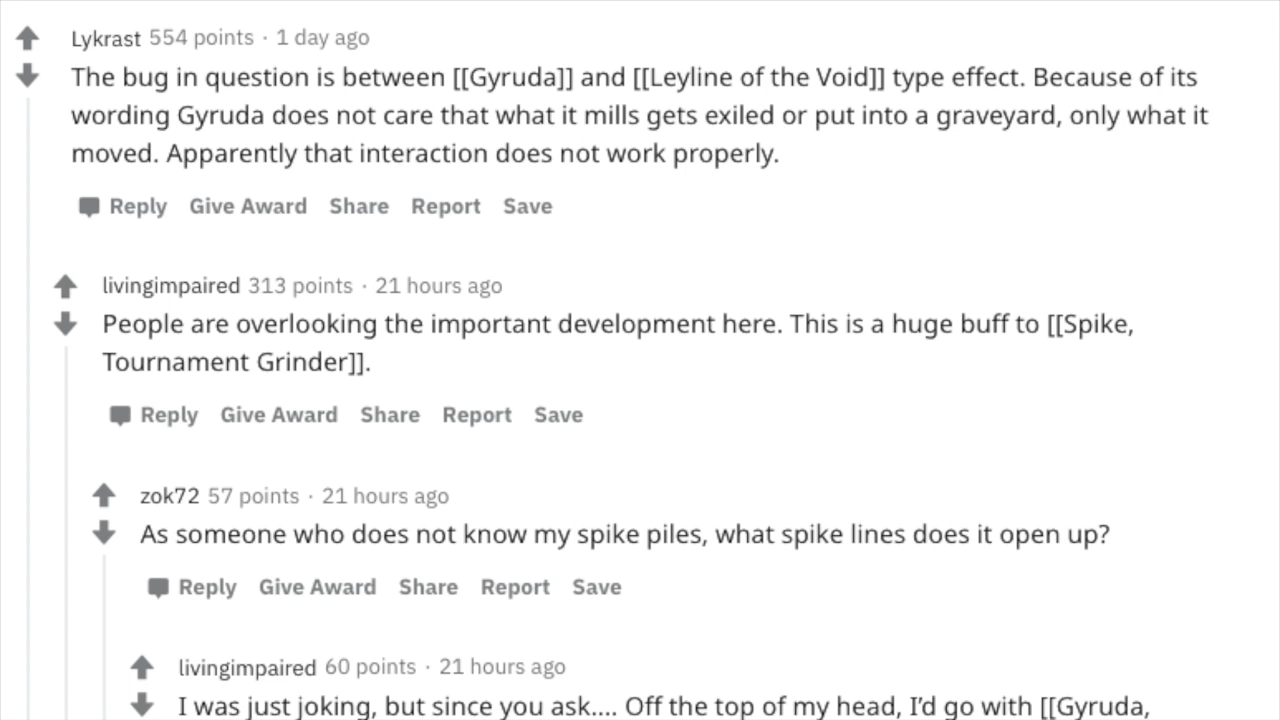 Lykrast 554 points · 1 day ago
The bug in question is between [[Gyruda]] and [[Leyline of the Void]] type effect. Because of its
wording Gyruda does not care that what it mills gets exiled or put into a graveyard, only what it
moved. Apparently that interaction does not work properly.
Reply Give Award Share Report Save
livingimpaired 313 points · 21 hours ago
People are overlooking the important development here. This is a huge buff to [[Spike,
Tournament Grinder]].
Reply Give Award Share Report Save
zok72 57 points · 21 hours ago
As someone who does not know my spike piles, what spike lines does it open up?
Reply Give Award Share Report Save
livingimpaired 60 points · 21 hours ago
I was just joking, but since you ask.... Off the top of my head, I'd go with [[Gyruda,